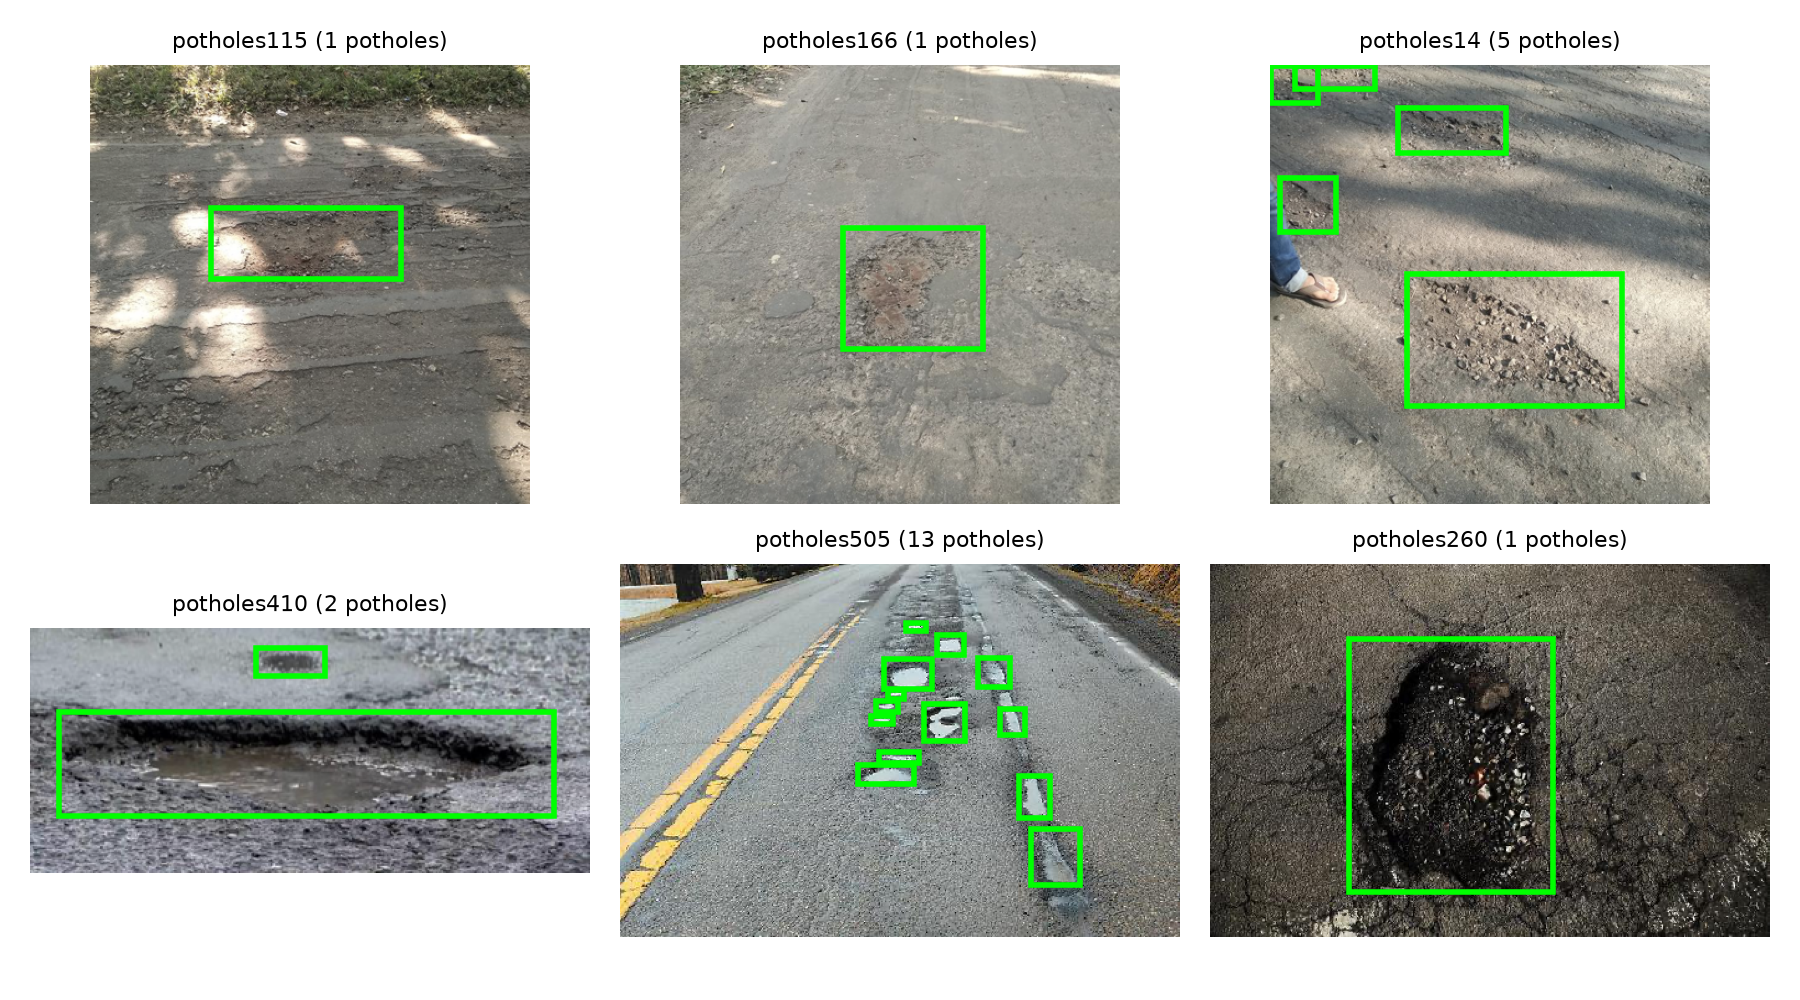 potholes115 (1 potholes)
potholes166 (1 potholes)
potholes14 (5 potholes)
potholes410 (2 potholes)
potholes505 (13 potholes)
potholes260 (1 potholes)